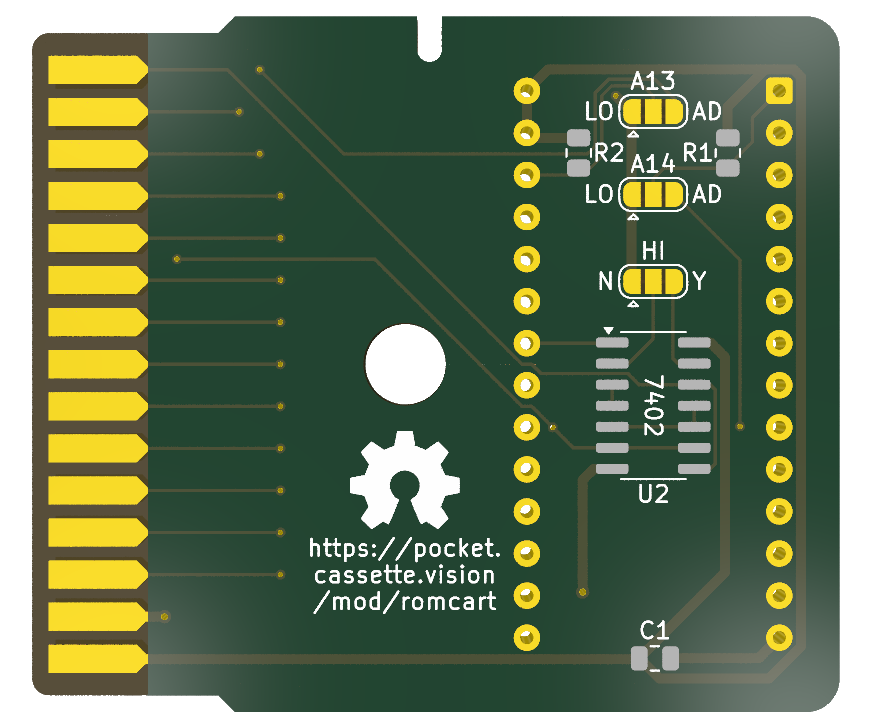 A13
LO AD
R2 R1
A14
LO AD
HI
N Y
7402
U2
https://pocket.
cassette.vision
/mod/romcart
C1